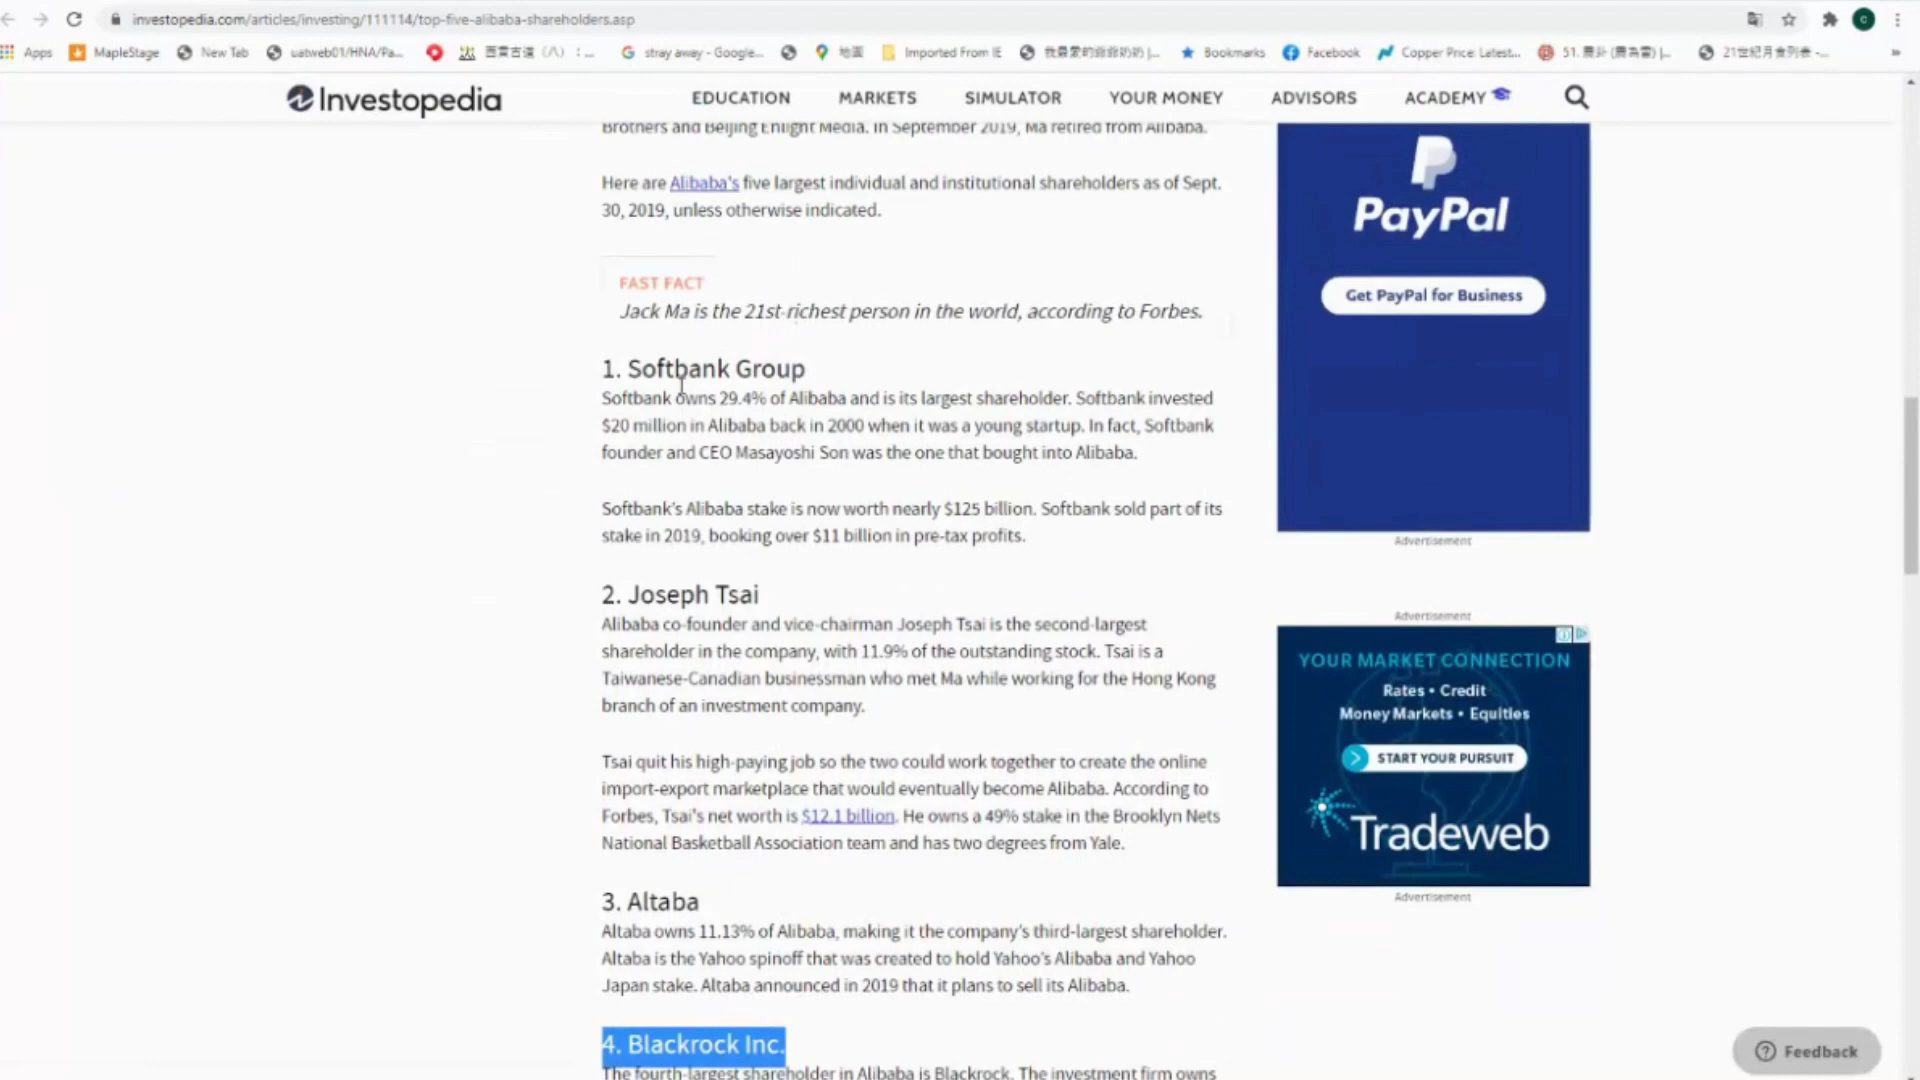 investopedia.com/articles/investing/111114/top-five-alibaba-shareholders.asp
C
Apps MapleStage New Tab uatweb01/HNA/Pa... stray away - Google... 地圖 Imported From IE Bookmarks Facebook Copper Price: Latest...
Investopedia EDUCATION MARKETS SIMULATOR YOUR MONEY ADVISORS ACADEMY
Brothers and Beijing Enlight Media. In September 2019, Ma retired from Alibaba.
Here are Alibaba's five largest individual and institutional shareholders as of Sept.
30, 2019, unless otherwise indicated.
FAST FACT
Jack Ma is the 21st-richest person in the world, according to Forbes.
1. Softbank Group
Softbank owns 29.4% of Alibaba and is its largest shareholder. Softbank invested
$20 million in Alibaba back in 2000 when it was a young startup. In fact, Softbank
founder and CEO Masayoshi Son was the one that bought into Alibaba.
Softbank's Alibaba stake is now worth nearly $125 billion. Softbank sold part of its
stake in 2019, booking over $11 billion in pre-tax profits.
2. Joseph Tsai
Alibaba co-founder and vice-chairman Joseph Tsai is the second-largest
shareholder in the company, with 11.9% of the outstanding stock. Tsai is a
Taiwanese-Canadian businessman who met Ma while working for the Hong Kong
branch of an investment company.
Tsai quit his high-paying job so the two could work together to create the online
import-export marketplace that would eventually become Alibaba. According to
Forbes, Tsai's net worth is $12.1 billion. He owns a 49% stake in the Brooklyn Nets
National Basketball Association team and has two degrees from Yale.
3. Altaba
Altaba owns 11.13% of Alibaba, making it the company's third-largest shareholder.
Altaba is the Yahoo spinoff that was created to hold Yahoo's Alibaba and Yahoo
Japan stake. Altaba announced in 2019 that it plans to sell its Alibaba.
4. Blackrock Inc.
The fourth-largest shareholder in Alibaba is Blackrock. The investment firm owns
PayPal
Get PayPal for Business
Advertisement
Advertisement
YOUR MARKET CONNECTION
Rates • Credit
Money Markets • Equities
START YOUR PURSUIT
Tradeweb
Advertisement
Feedback